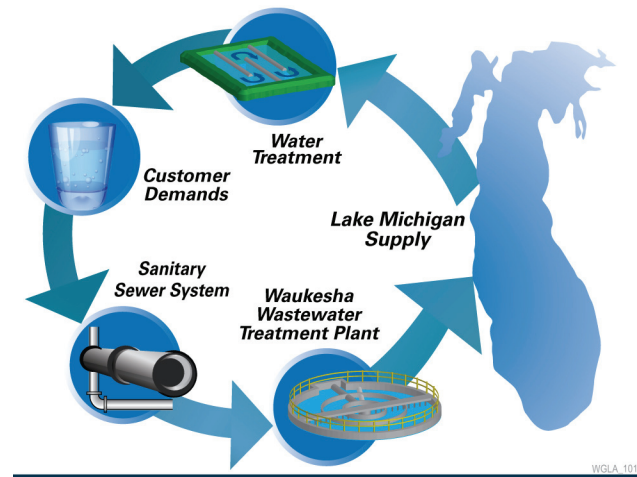 Water
Treatment
Customer
Demands
Lake Michigan
Supply
Sanitary
Sewer System
Waukesha
Wastewater
Treatment Plant
WGLA_101